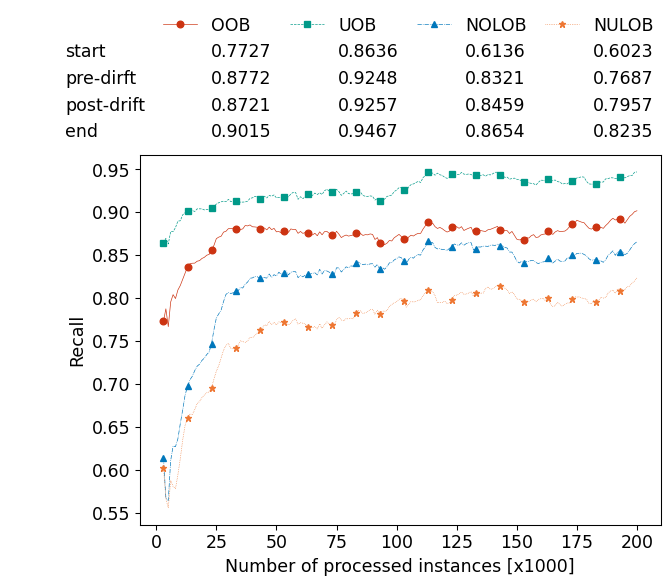 OOB UOB NOLOB NULOB
start 0.7727 0.8636 0.6136 0.6023
pre-dirft 0.8772 0.9248 0.8321 0.7687
post-drift 0.8721 0.9257 0.8459 0.7957
end 0.9015 0.9467 0.8654 0.8235
0.95
0.90
0.85
0.80
0.75
0.70
0.65
0.60
0.55
Recall
0 25 50 75 100 125 150 175 200
Number of processed instances [x1000]